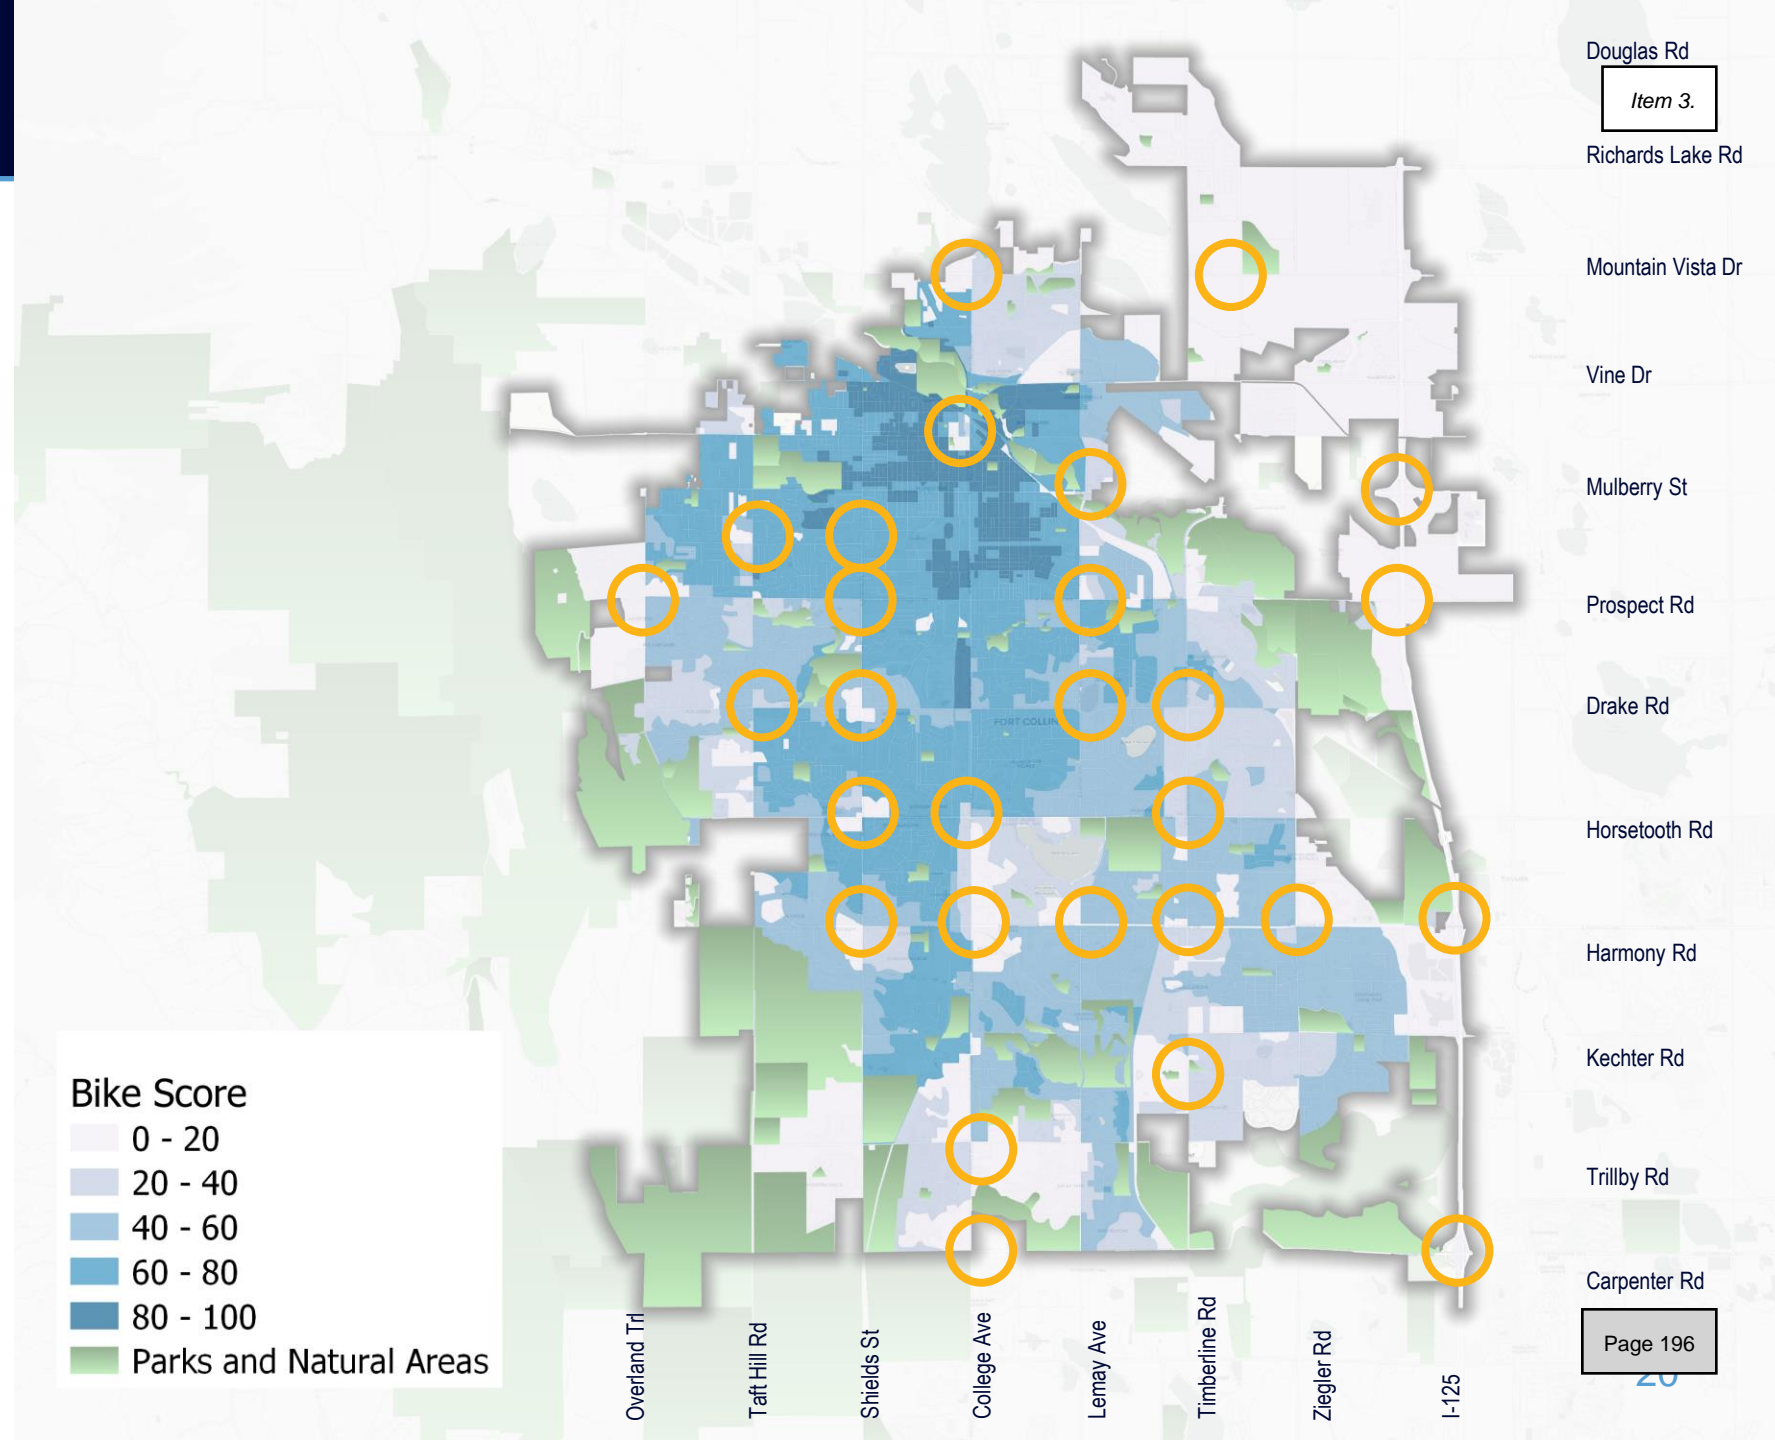 Douglas Rd
Item 3.
Richards Lake Rd
Mountain Vista Dr
Vine Dr
Mulberry St
Prospect Rd
Drake Rd
FORT COLLIN
Horsetooth Rd
Harmony Rd
Kechter Rd
Trillby Rd
Carpenter Rd
Bike Score
0 - 20
20 - 40
40 - 60
60 - 80
80 - 100
Parks and Natural Areas
Overland Trl
Taft Hill Rd
Shields St
College Ave
Lemay Ave
Timberline Rd
Ziegler Rd
I-125
Page 196
20